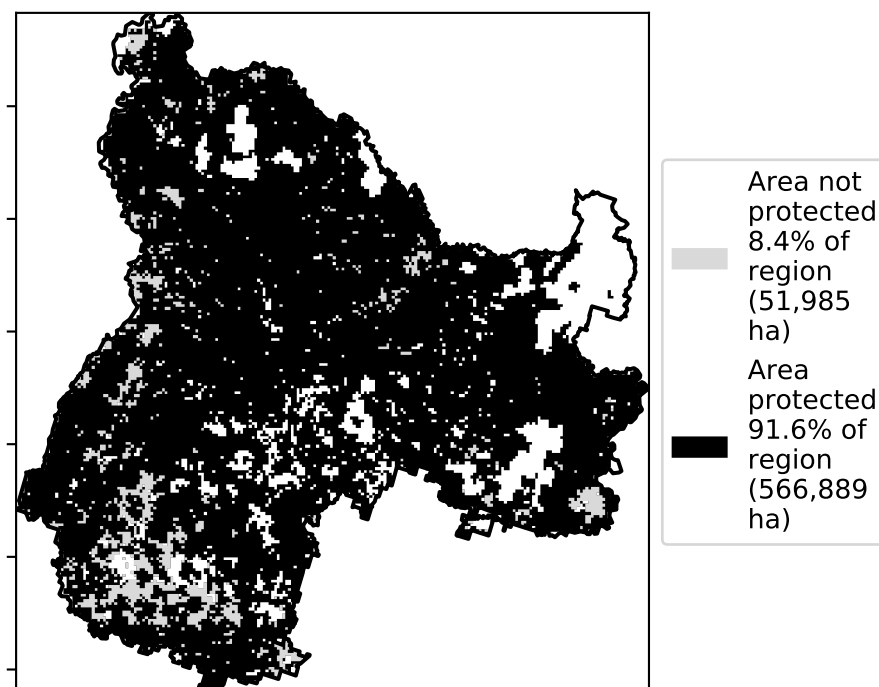 Area not
protected
8.4% of
region
(51,985
ha)
Area
protected
91.6% of
region
(566,889
ha)